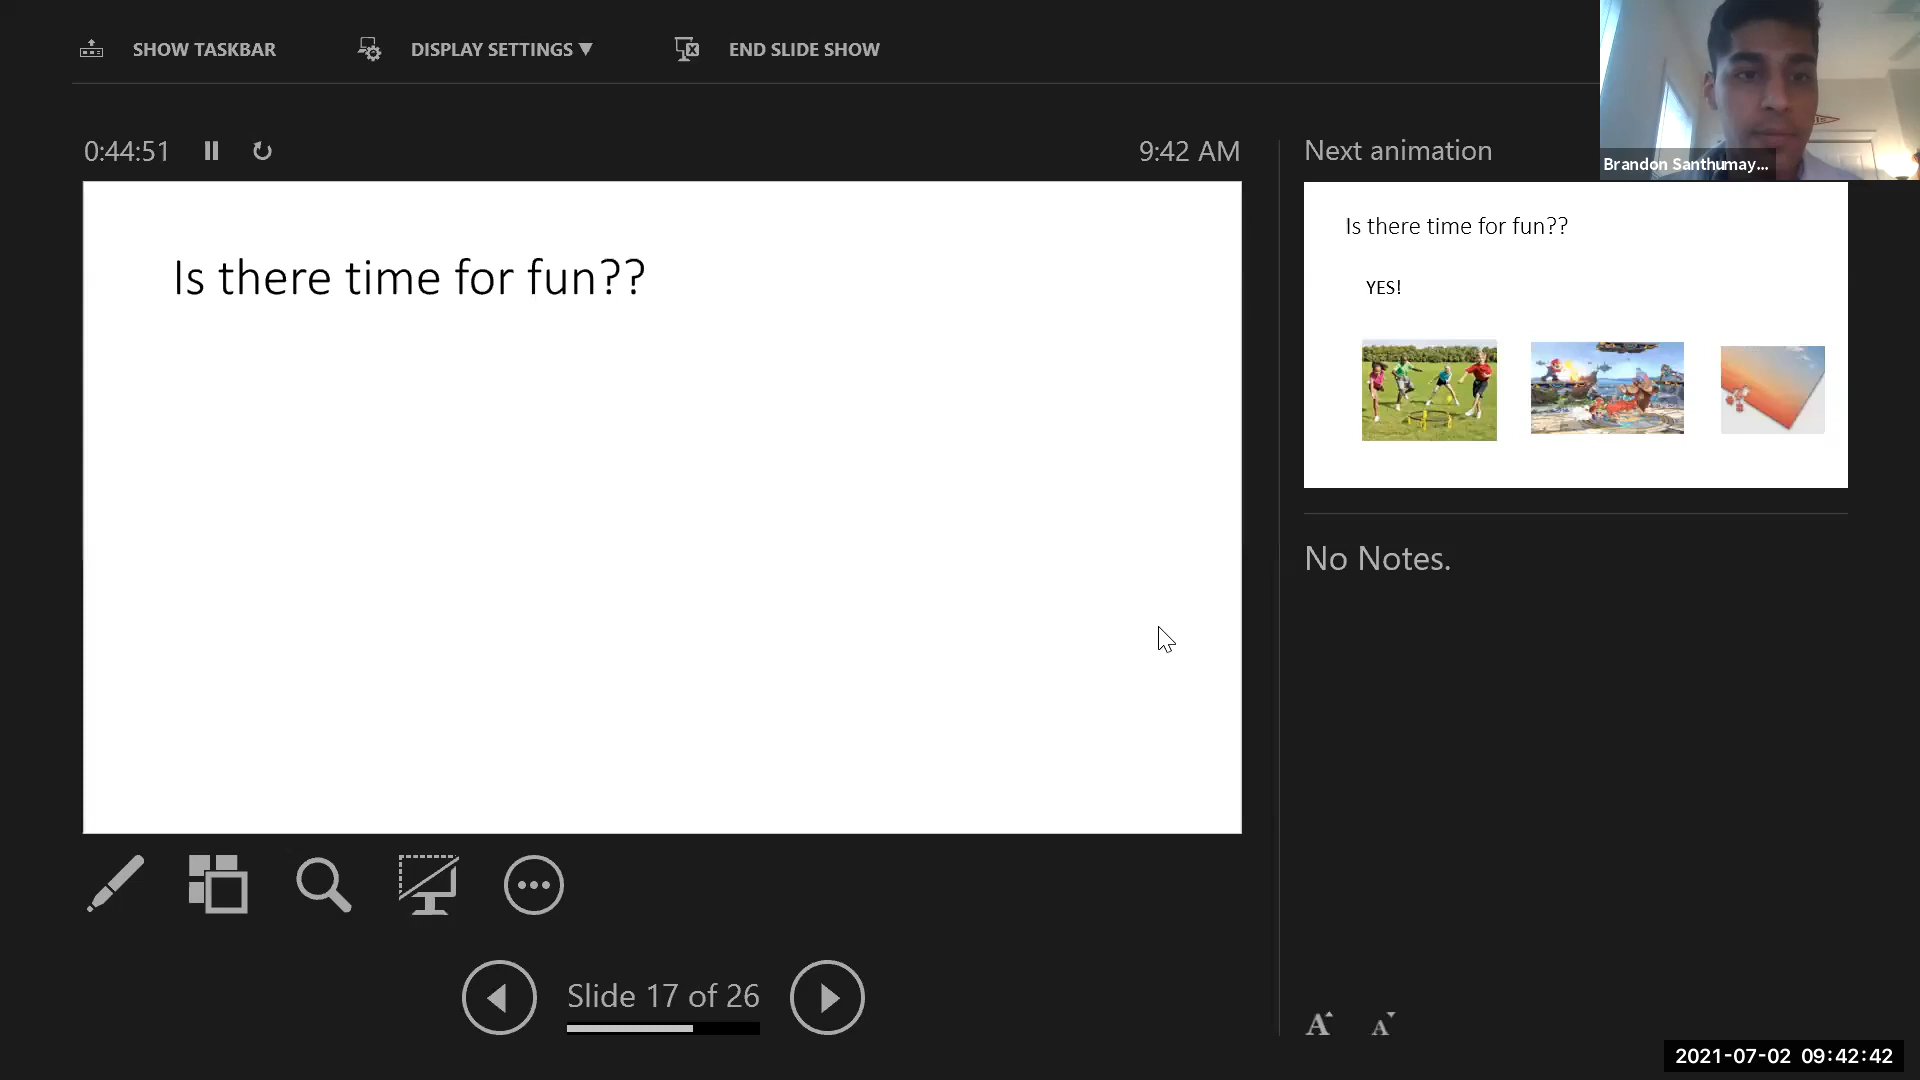 SHOW TASKBAR
DISPLAY SETTINGS ▼
END SLIDE SHOW
Brandon Santhumay...
0:44:51
9:42 AM
Next animation
Is there time for fun??
Is there time for fun??
YES!
No Notes.
Slide 17 of 26
A
A
2021-07-02 09:42:42